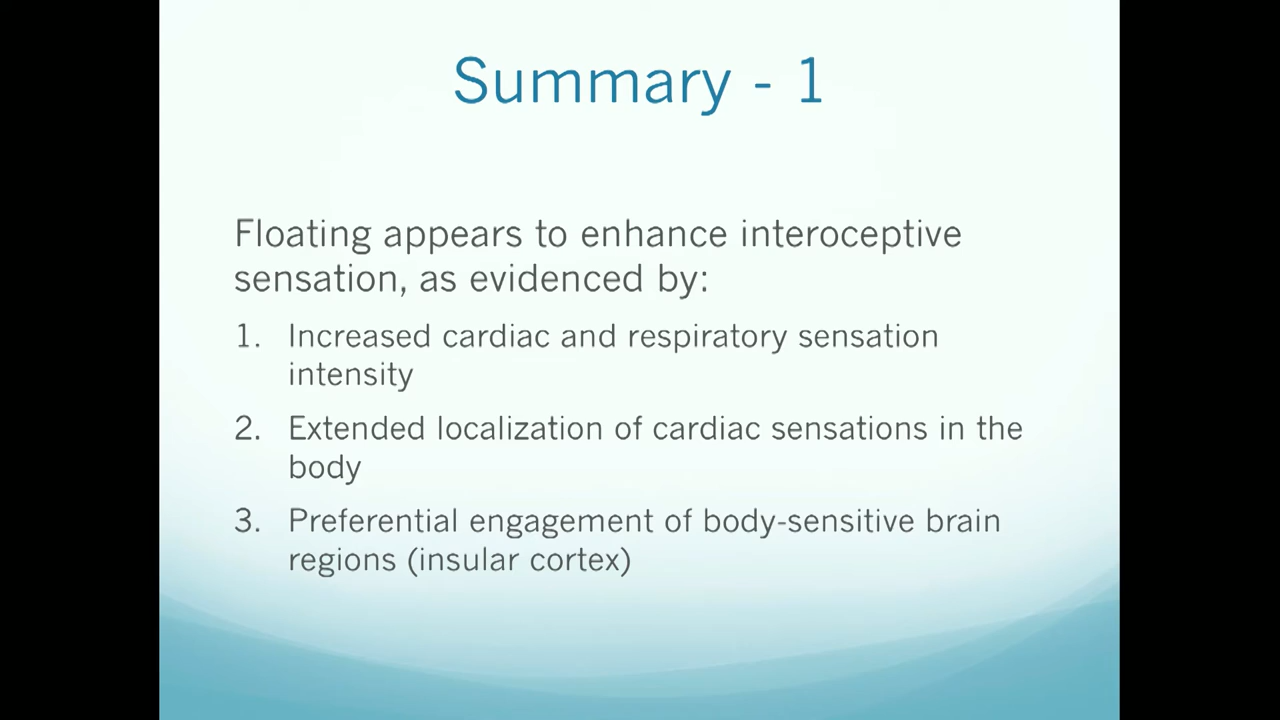 Summary - 1
Floating appears to enhance interoceptive
sensation, as evidenced by:
1. Increased cardiac and respiratory sensation
intensity
2. Extended localization of cardiac sensations in the
body
3. Preferential engagement of body-sensitive brain
regions (insular cortex)